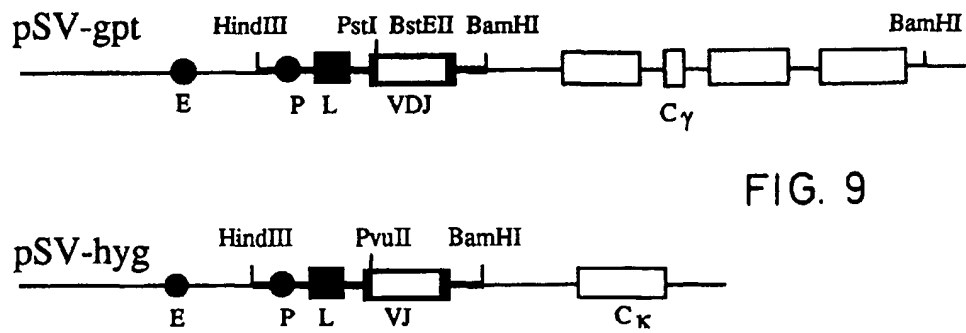 pSV-gpt
HindIII PstI BstEII BamHI BamHI
E P L VDJ Cγ
FIG. 9
pSV-hyg
HindIII PvuII BamHI
E P L VJ Cκ